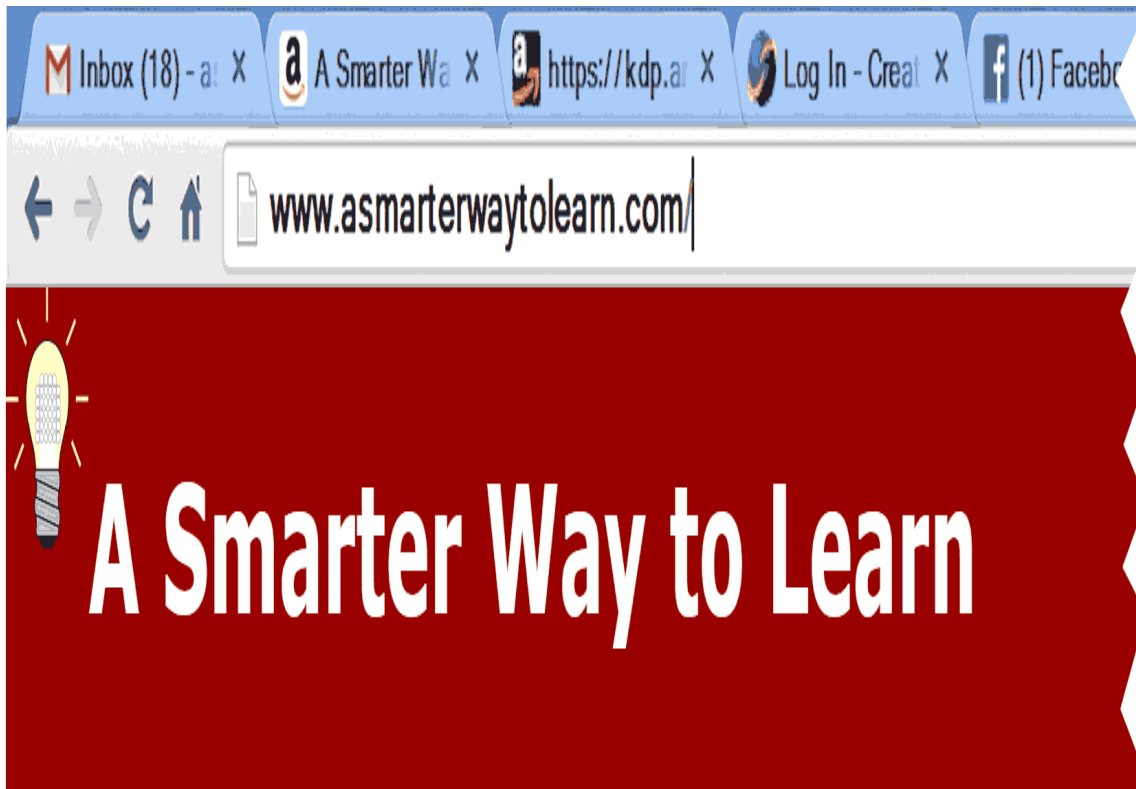 Inbox (18) - a
A Smarter Wa
https://kdp.a
Log In - Creat
(1) Facebo
www.asmarterwaytolearn.com/
A Smarter Way to Learn